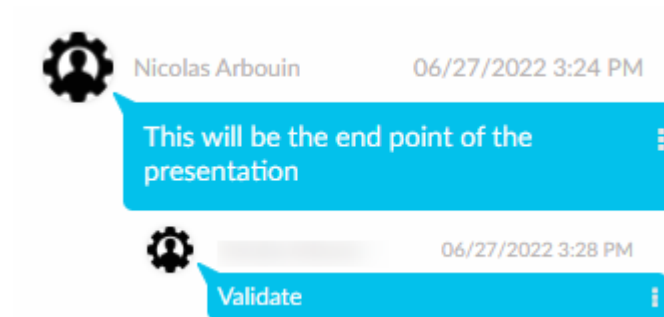 Nicolas Arbouin 06/27/2022 3:24 PM
This will be the end point of the
presentation
06/27/2022 3:28 PM
Validate